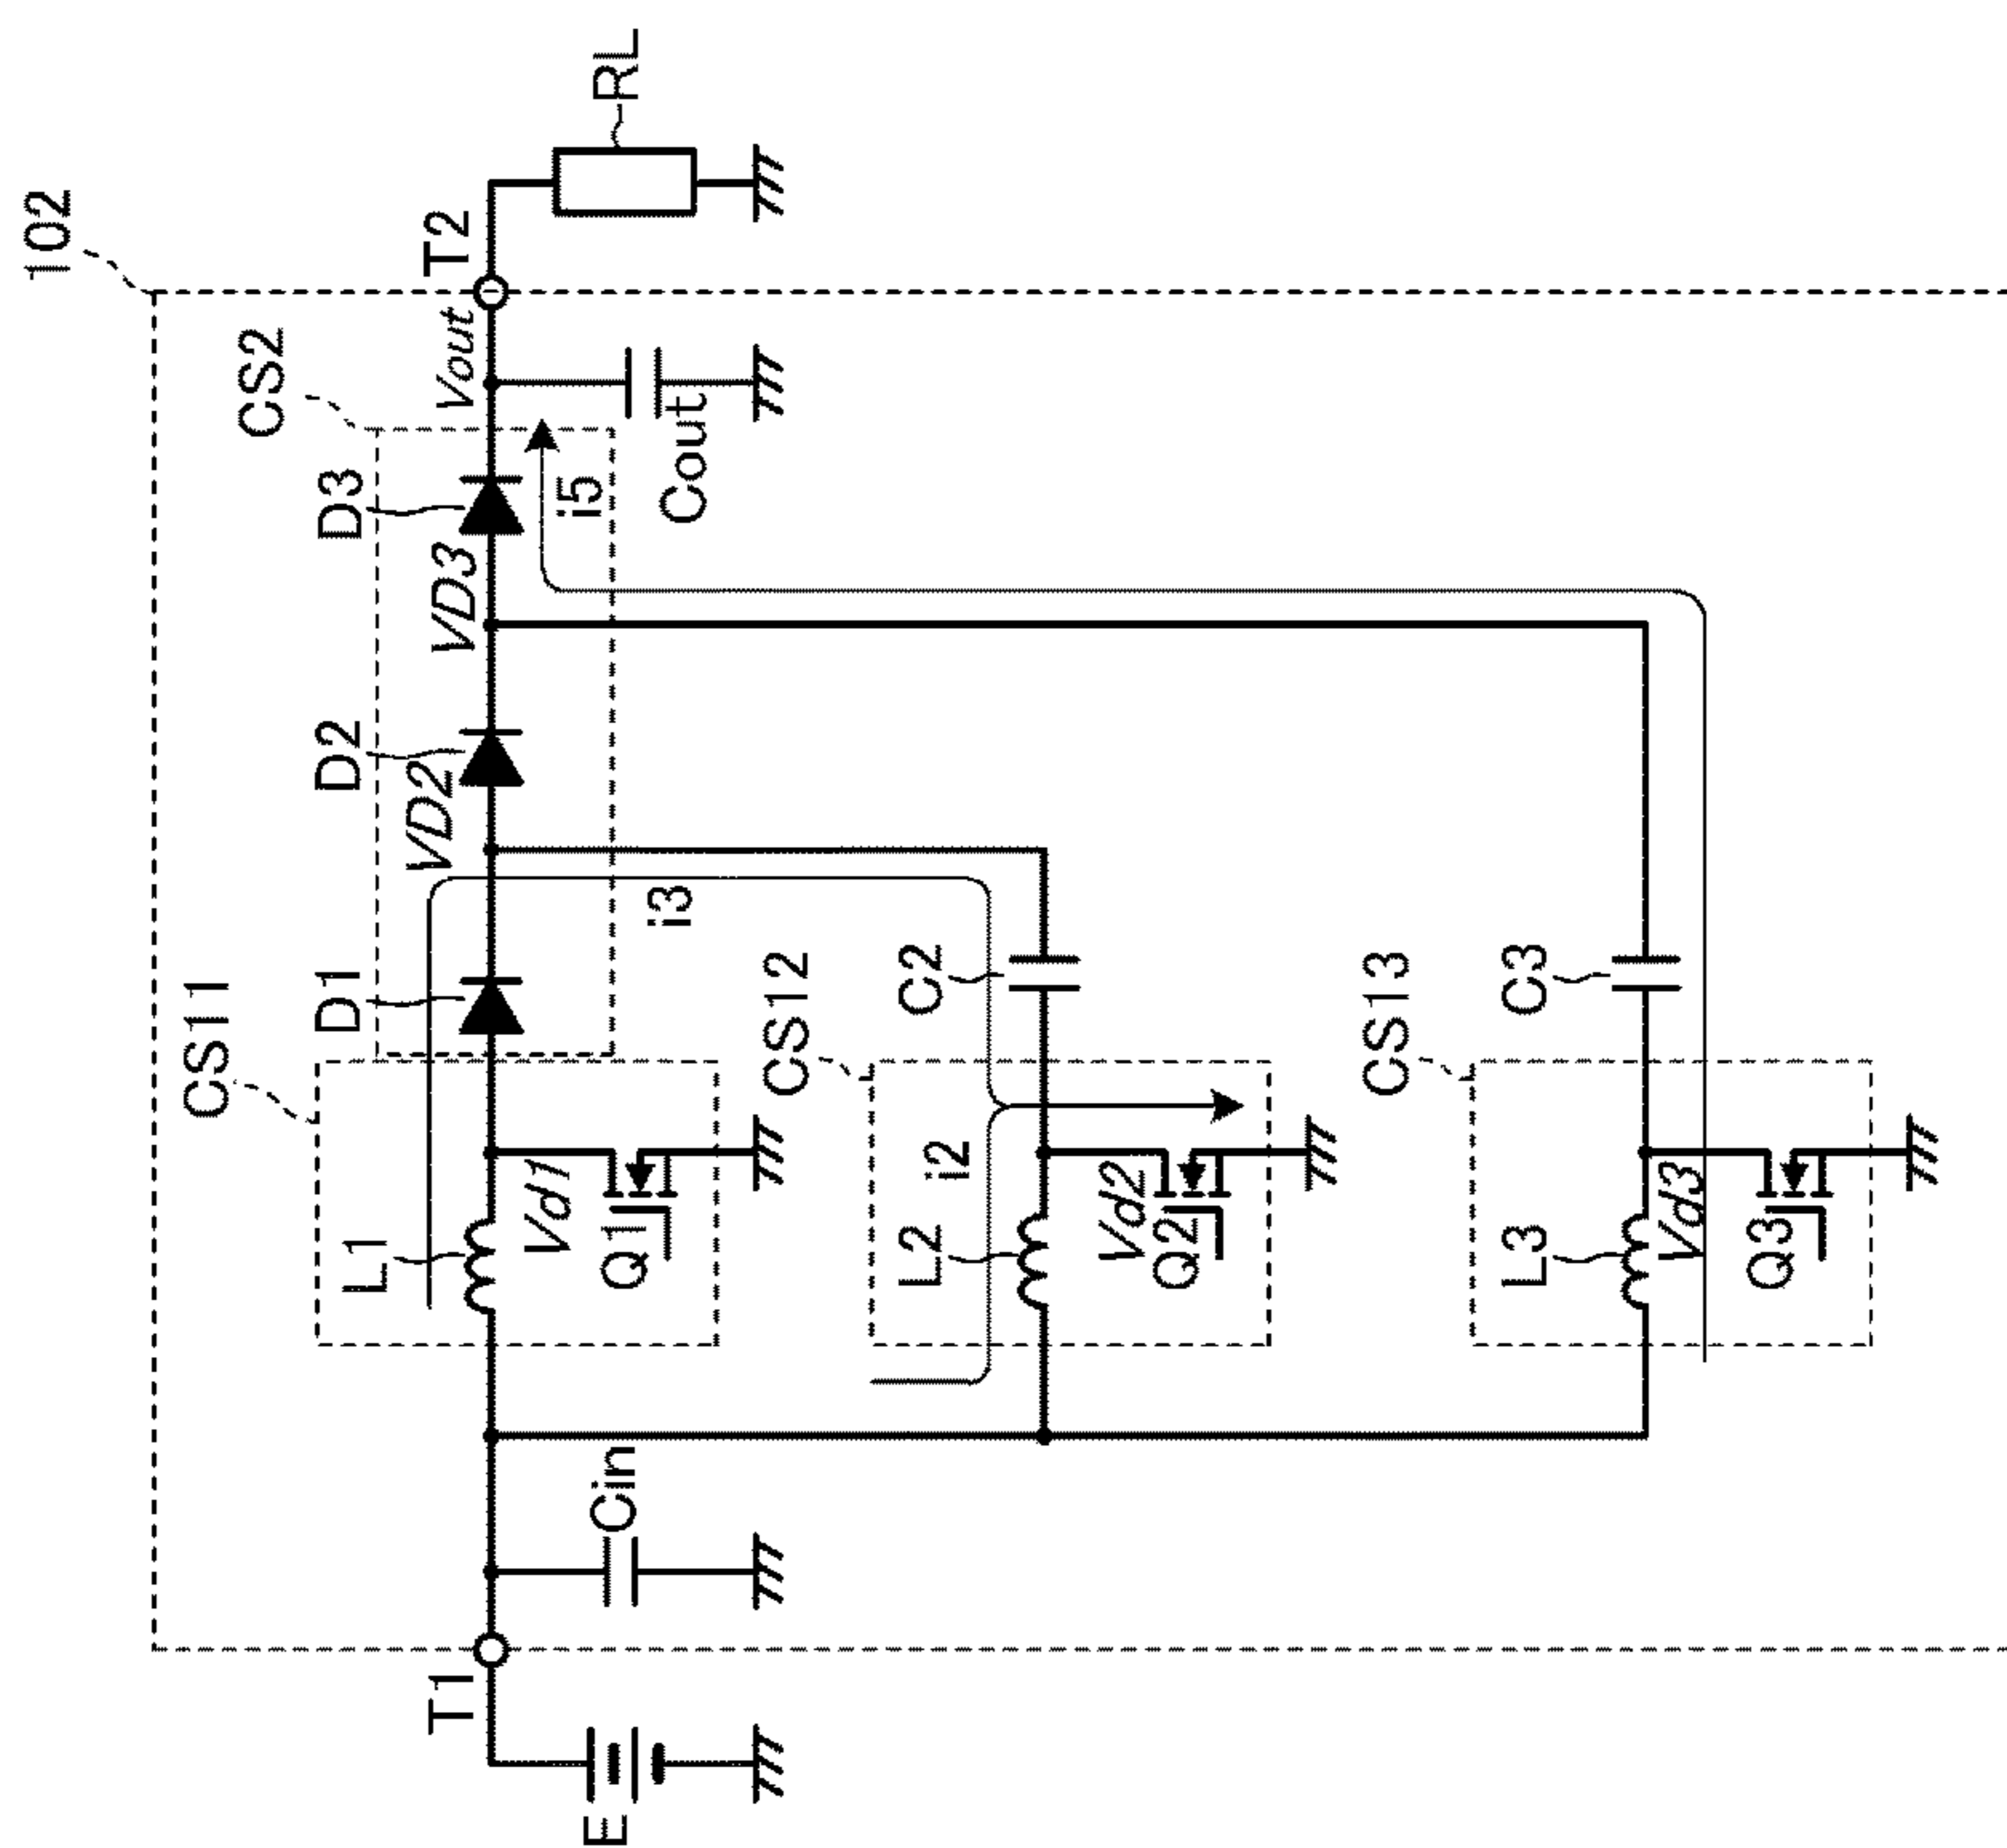 102
CS11
CS2
L1
D1
D2
D3
T1
VD2
VD3
Vout
T2
Vd1
E
Cin
Q1
i3
i5
Cout
RL
CS12
L2
i2
C2
Vd2
Q2
CS13
L3
C3
Vd3
Q3